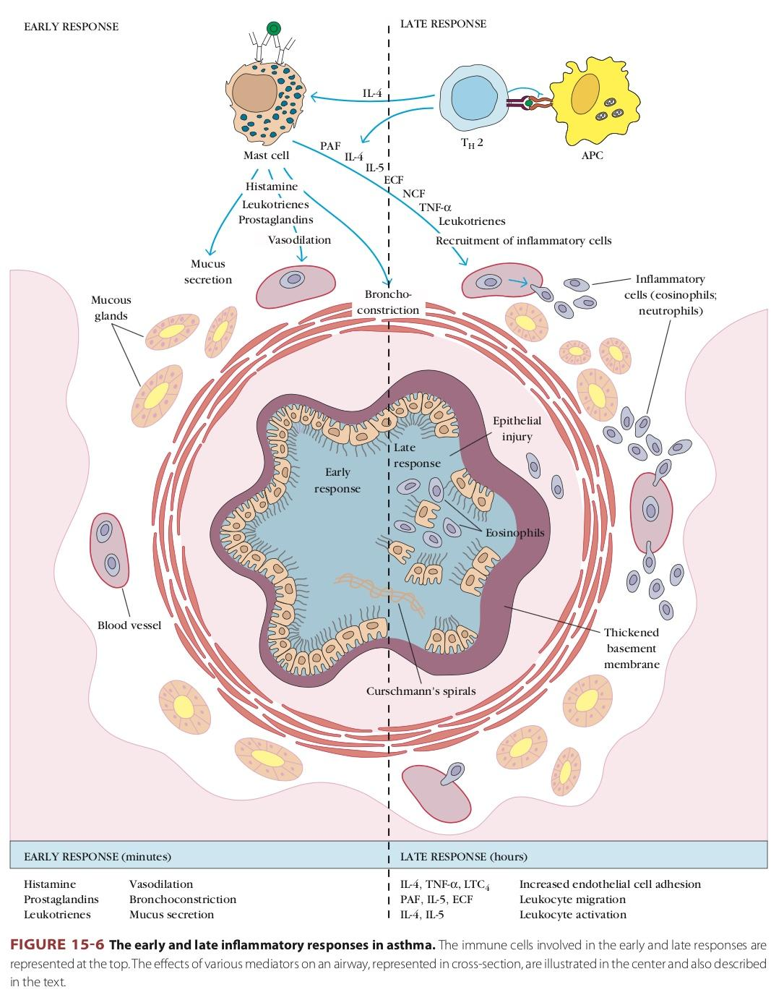 EARLY RESPONSE
LATE RESPONSE
IL-4
T_H 2
APC
Mast cell
PAF
IL-4
IL-5
ECF
NCF
TNF-α
Leukotrienes
Recruitment of inflammatory cells
Histamine
Leukotrienes
Prostaglandins
Vasodilation
Mucus
secretion
Broncho-
constriction
Inflammatory
cells (eosinophils;
neutrophils)
Mucous
glands
Epithelial
injury
Late
response
Early
response
Eosinophils
Blood vessel
Thickened
basement
membrane
Curschmann's spirals
EARLY RESPONSE (minutes)
LATE RESPONSE (hours)
Histamine Vasodilation
Prostaglandins Bronchoconstriction
Leukotrienes Mucus secretion
IL-4, TNF-α, LTC₄ Increased endothelial cell adhesion
PAF, IL-5, ECF Leukocyte migration
IL-4, IL-5 Leukocyte activation
FIGURE 15-6 The early and late inflammatory responses in asthma. The immune cells involved in the early and late responses are
represented at the top. The effects of various mediators on an airway, represented in cross-section, are illustrated in the center and also described
in the text.